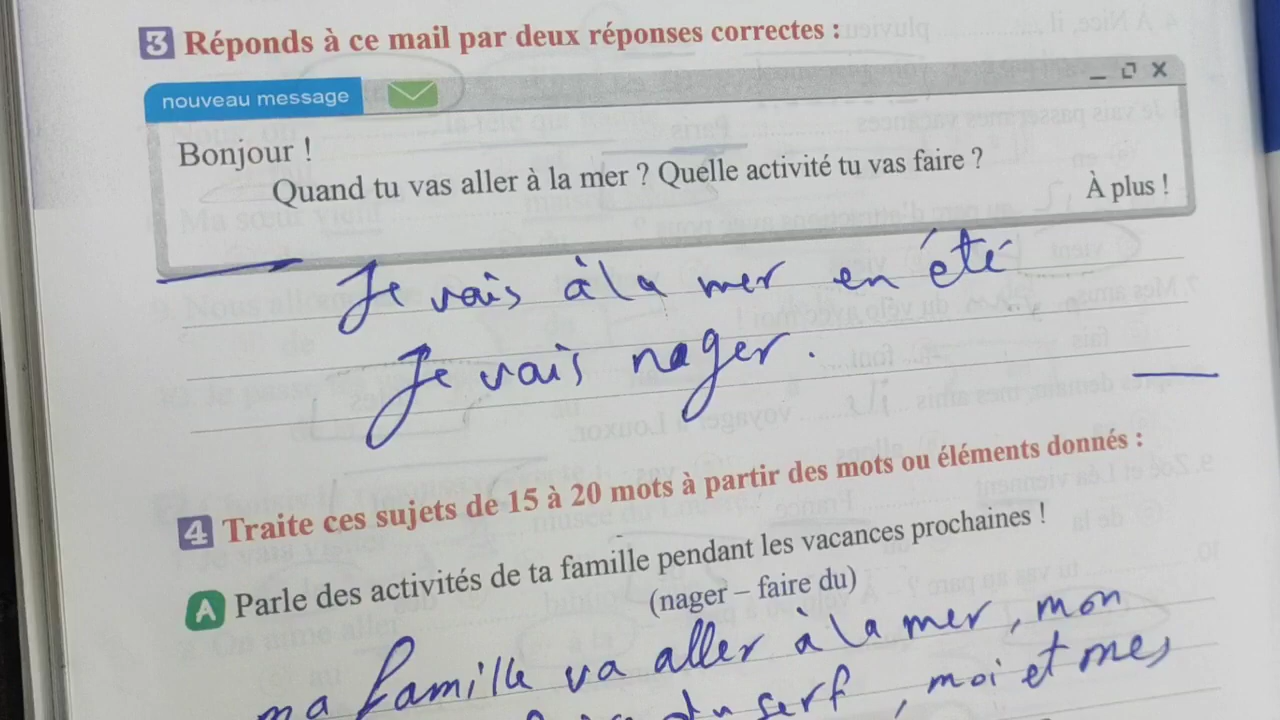 3 Réponds à ce mail par deux réponses correctes :
nouveau message
Bonjour !
Quand tu vas aller à la mer ? Quelle activité tu vas faire ?
À plus !
Je vais à la mer en été
Je vais nager.
4 Traite ces sujets de 15 à 20 mots à partir des mots ou éléments donnés :
A Parle des activités de ta famille pendant les vacances prochaines !
(nager – faire du)
ma famille va aller à la mer, mon
du serf, moi et mes